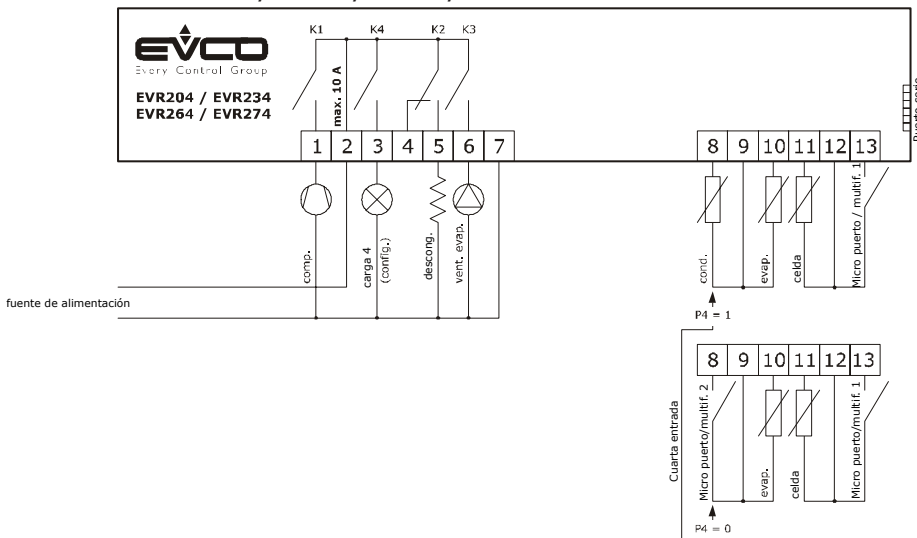 K1 K4 K2 K3
EVCO
Every Control Group
EVR204 / EVR234
EVR264 / EVR274
max. 10 A
Puerto serie
1 2 3 4 5 6 7
8 9 10 11 12 13
comp.
carga 4
(config.)
descong.
vent. evap.
cond.
evap.
celda
Micro puerto / multif. 1
fuente de alimentación
P4 = 1
8 9 10 11 12 13
Cuarta entrada
Micro puerto/multif. 2
evap.
celda
Micro puerto/multif. 1
P4 = 0